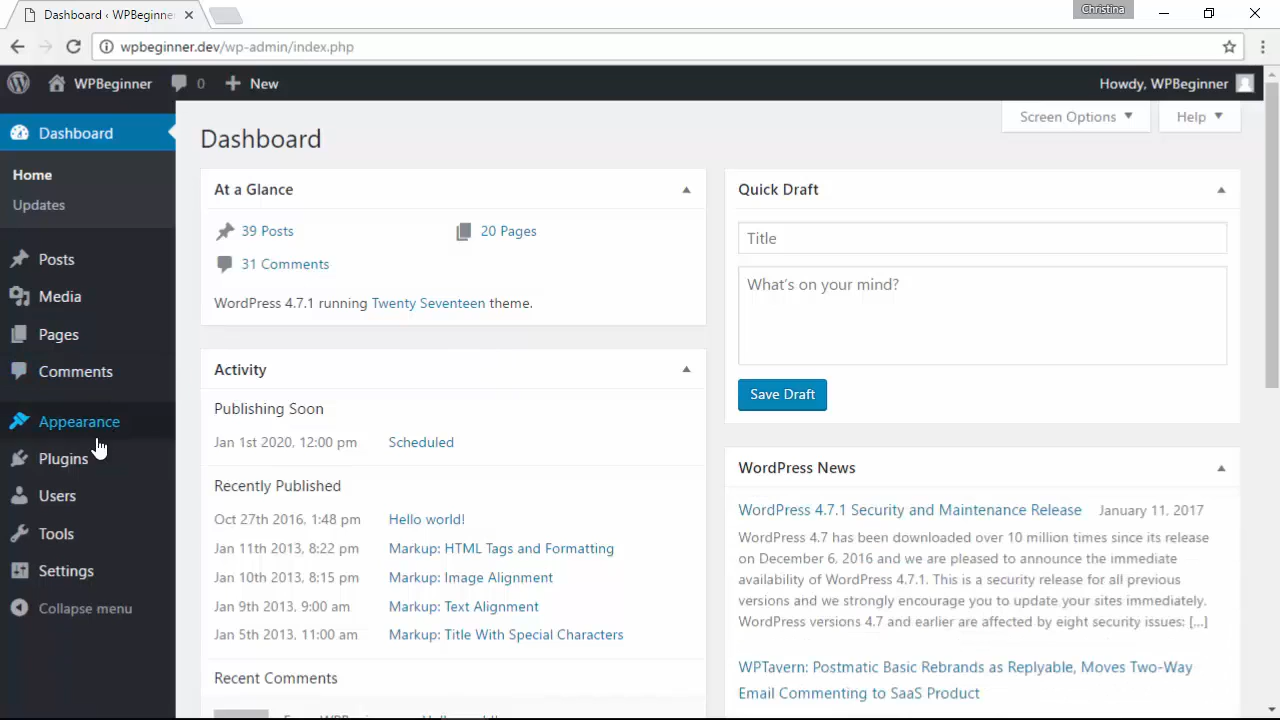 Dashboard ‹ WPBeginne
Christina
wpbeginner.dev/wp-admin/index.php
WPBeginner
0
New
Howdy, WPBeginner
Dashboard
Home
Updates
Posts
Media
Pages
Comments
Appearance
Plugins
Users
Tools
Settings
Collapse menu
Screen Options
Help
Dashboard
At a Glance
39 Posts
20 Pages
31 Comments
WordPress 4.7.1 running Twenty Seventeen theme.
Activity
Publishing Soon
Jan 1st 2020, 12:00 pm Scheduled
Recently Published
Oct 27th 2016, 1:48 pm Hello world!
Jan 11th 2013, 8:22 pm Markup: HTML Tags and Formatting
Jan 10th 2013, 8:15 pm Markup: Image Alignment
Jan 9th 2013, 9:00 am Markup: Text Alignment
Jan 5th 2013, 11:00 am Markup: Title With Special Characters
Recent Comments
Quick Draft
Title
What's on your mind?
Save Draft
WordPress News
WordPress 4.7.1 Security and Maintenance Release January 11, 2017
WordPress 4.7 has been downloaded over 10 million times since its release
on December 6, 2016 and we are pleased to announce the immediate
availability of WordPress 4.7.1. This is a security release for all previous
versions and we strongly encourage you to update your sites immediately.
WordPress versions 4.7 and earlier are affected by eight security issues: […]
WPTavern: Postmatic Basic Rebrands as Replyable, Moves Two-Way
Email Commenting to SaaS Product